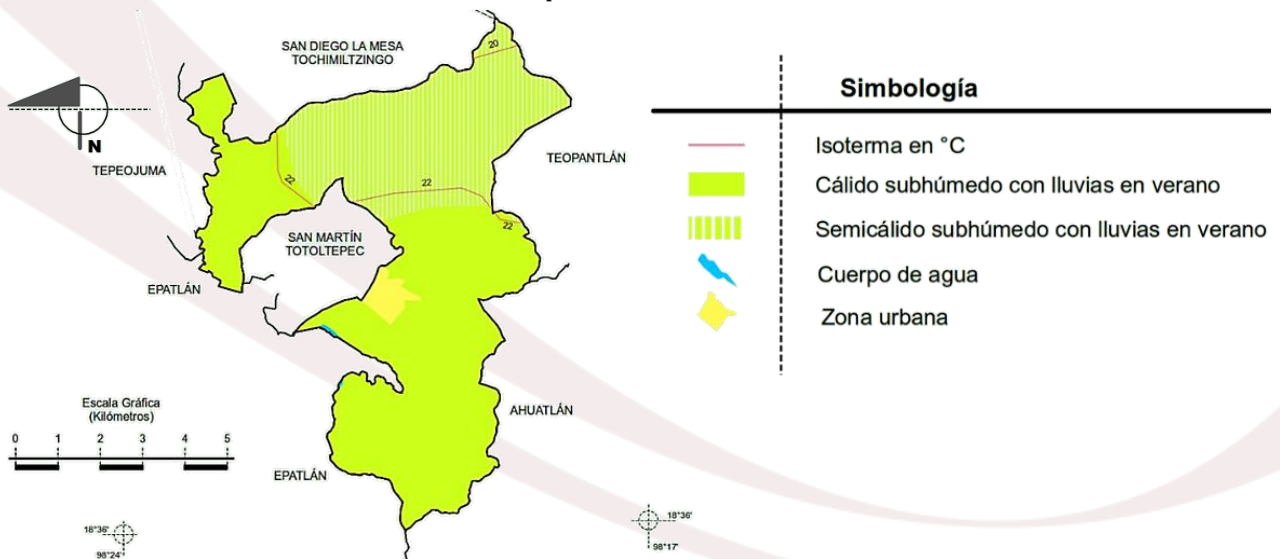 SAN DIEGO LA MESA
TOCHIMILTZINGO
20
N
TEPEOJUMA
TEOPANTLÁN
22
22
22
SAN MARTÍN
TOTOLTEPEC
EPATLÁN
Escala Gráfica
(Kilómetros)
0 1 2 3 4 5
AHUATLÁN
EPATLÁN
18°36'
98°24'
18°36'
98°17'
Simbología
Isoterma en °C
Cálido subhúmedo con lluvias en verano
Semicálido subhúmedo con lluvias en verano
Cuerpo de agua
Zona urbana